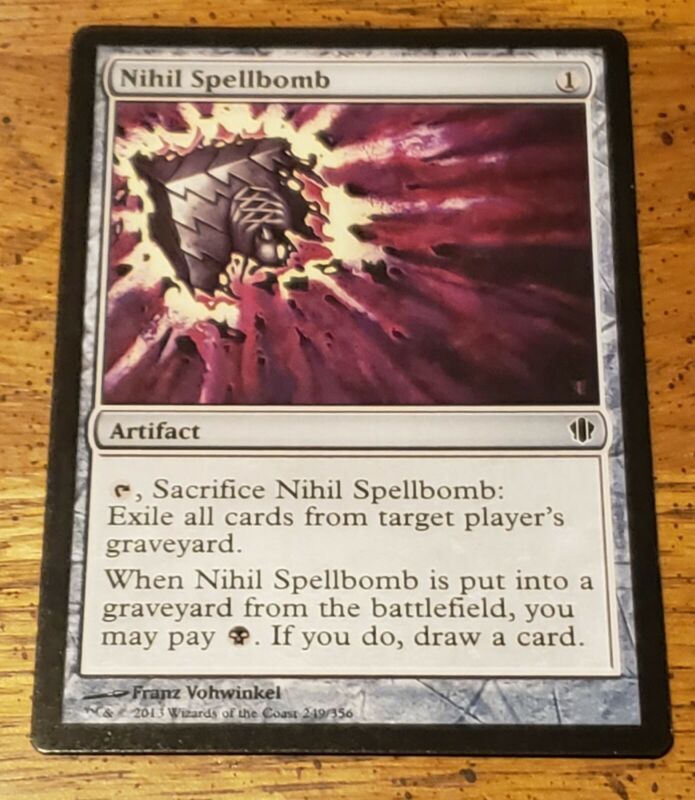 Nihil Spellbomb 1
Artifact
, Sacrifice Nihil Spellbomb:
Exile all cards from target player's
graveyard.
When Nihil Spellbomb is put into a
graveyard from the battlefield, you
may pay . If you do, draw a card.
Franz Vohwinkel
™ & © 2013 Wizards of the Coast 249/356